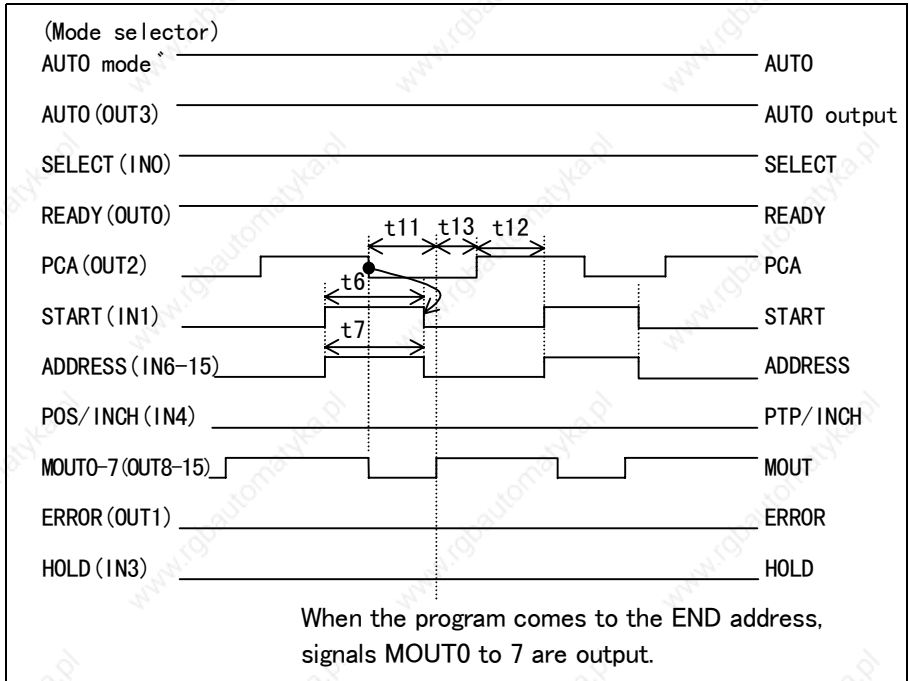 (Mode selector)
AUTO mode AUTO
AUTO(OUT3) AUTO output
SELECT(IN0) SELECT
READY(OUT0) READY
t11 t13 t12
PCA(OUT2) PCA
t6
START(IN1) START
t7
ADDRESS(IN6-15) ADDRESS
POS/INCH(IN4) PTP/INCH
MOUT0-7(OUT8-15) MOUT
ERROR(OUT1) ERROR
HOLD(IN3) HOLD
When the program comes to the END address,
signals MOUT0 to 7 are output.
www.rgbautomatyka.pl